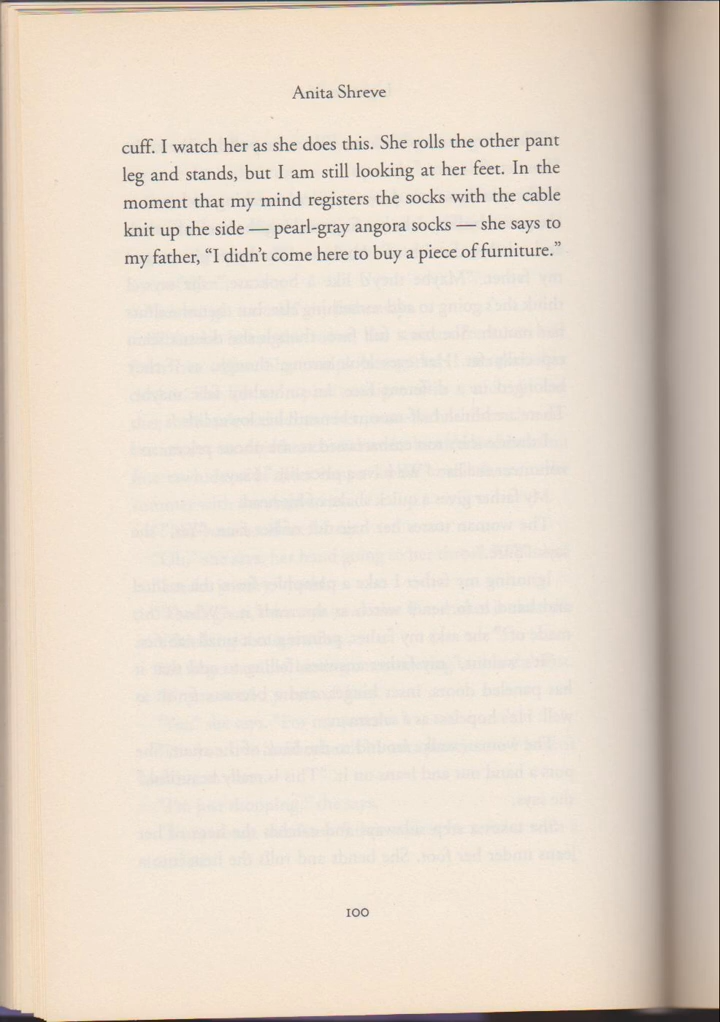 Anita Shreve
cuff. I watch her as she does this. She rolls the other pant
leg and stands, but I am still looking at her feet. In the
moment that my mind registers the socks with the cable
knit up the side — pearl-gray angora socks — she says to
my father, “I didn’t come here to buy a piece of furniture.”
100